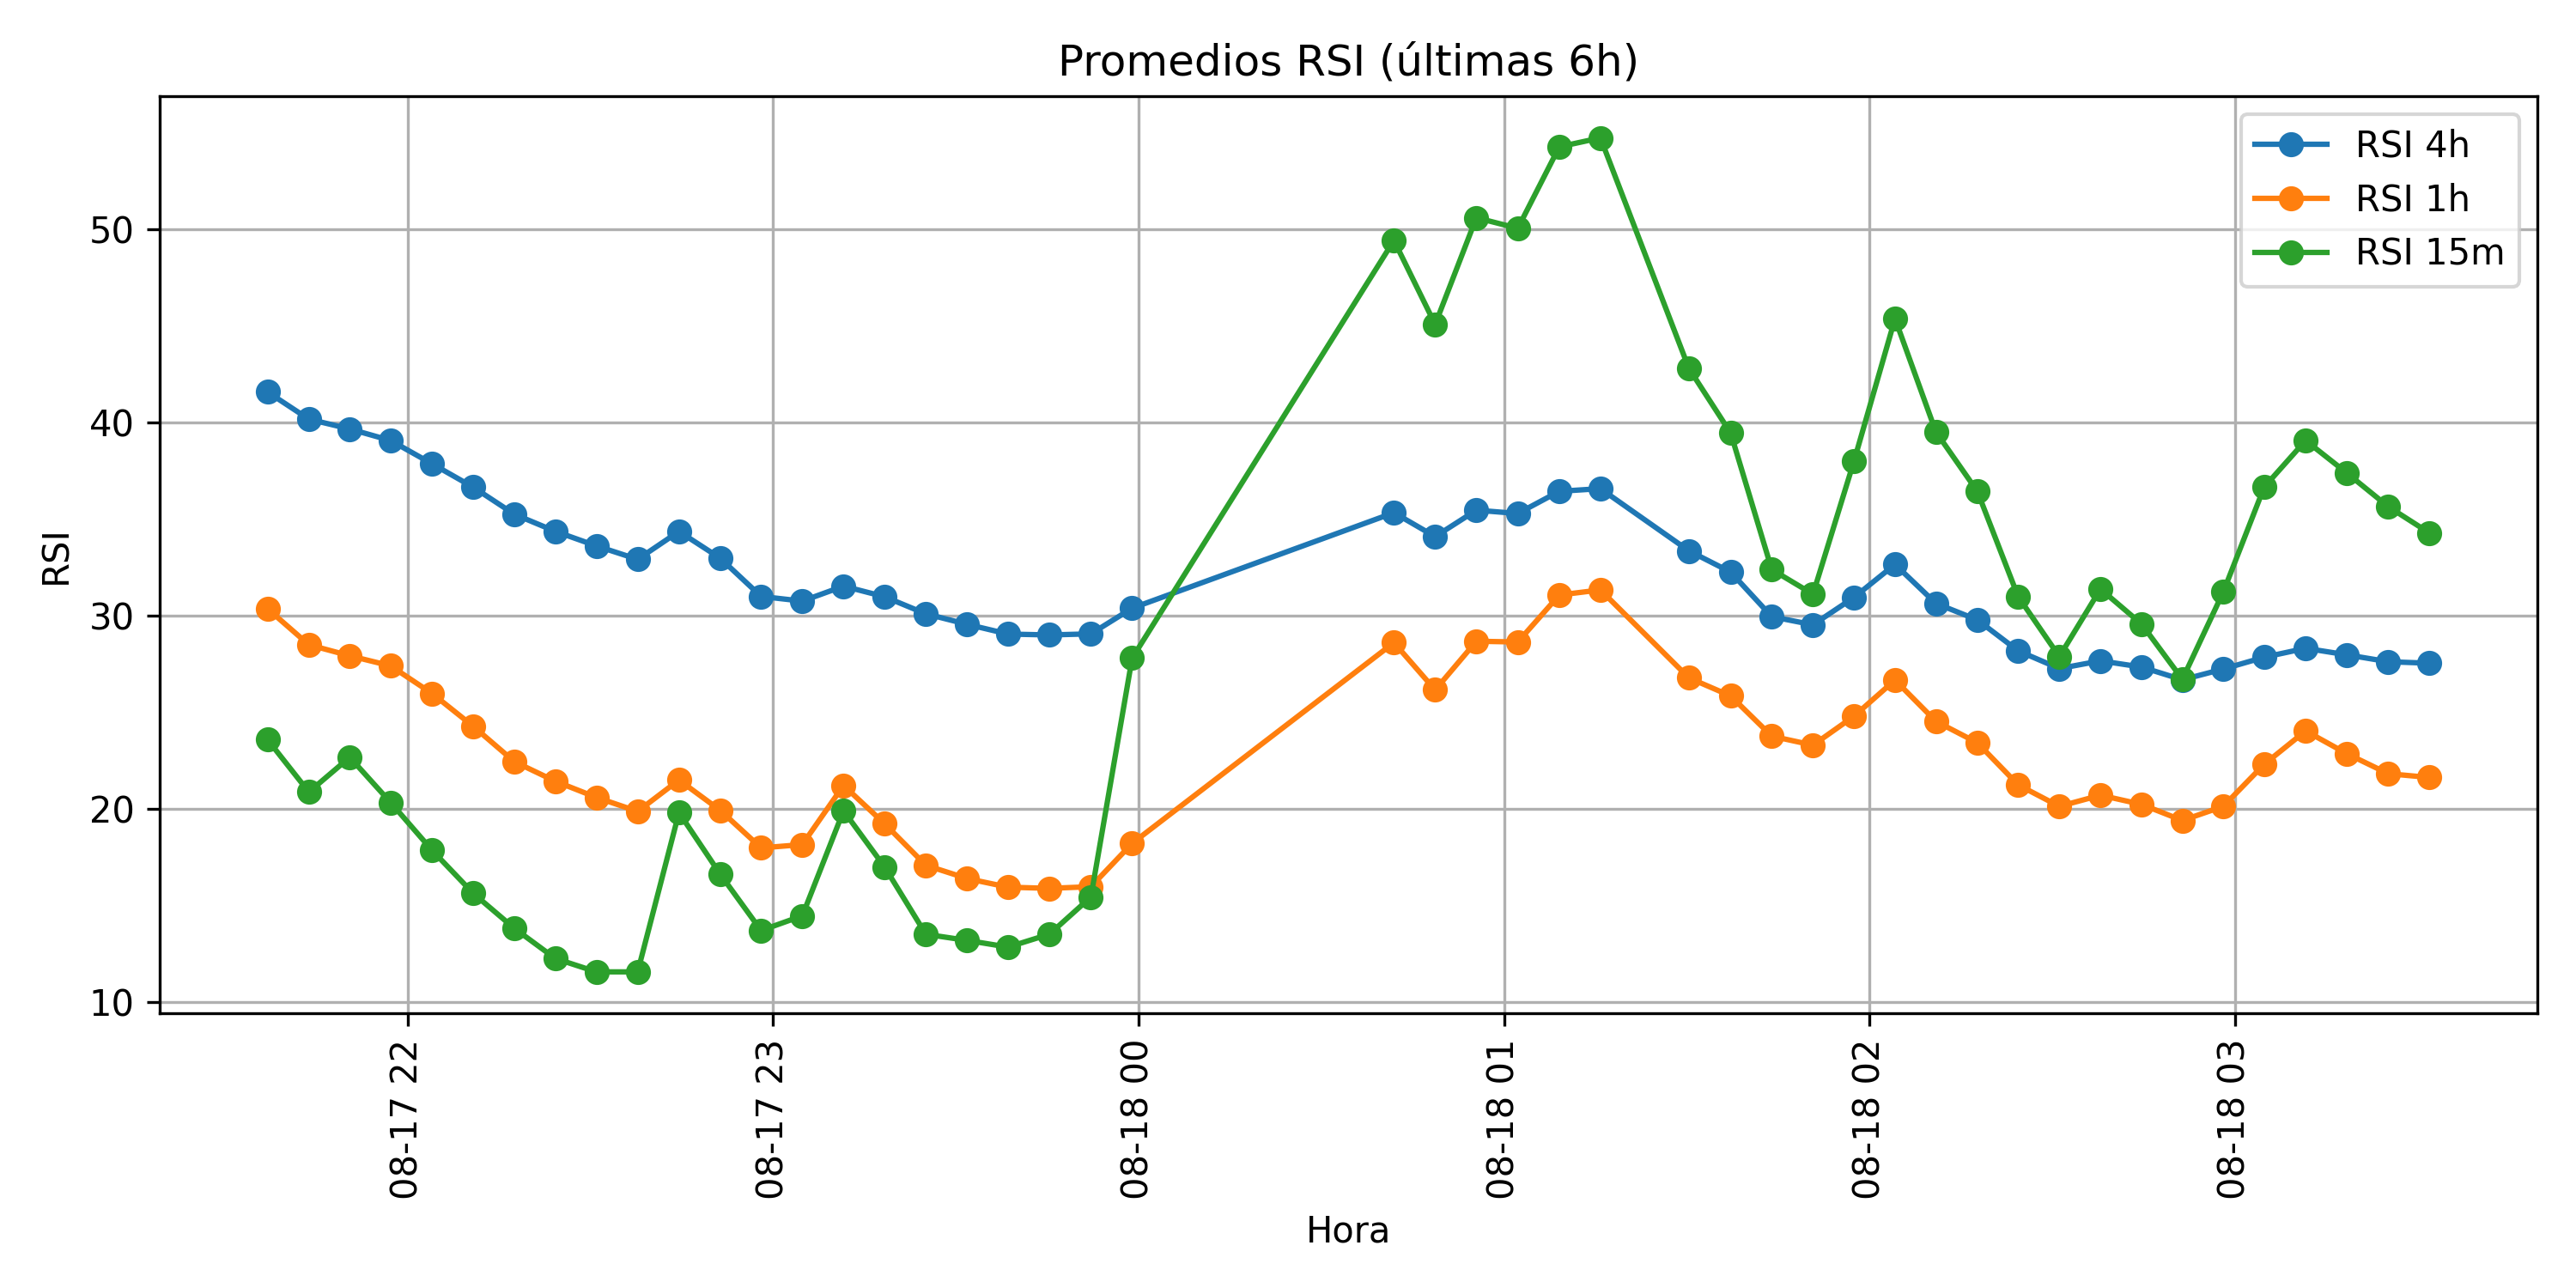 Promedios RSI (últimas 6h)
RSI 4h
RSI 1h
RSI 15m
RSI
50
40
30
20
10
08-17 22
08-17 23
08-18 00
08-18 01
08-18 02
08-18 03
Hora